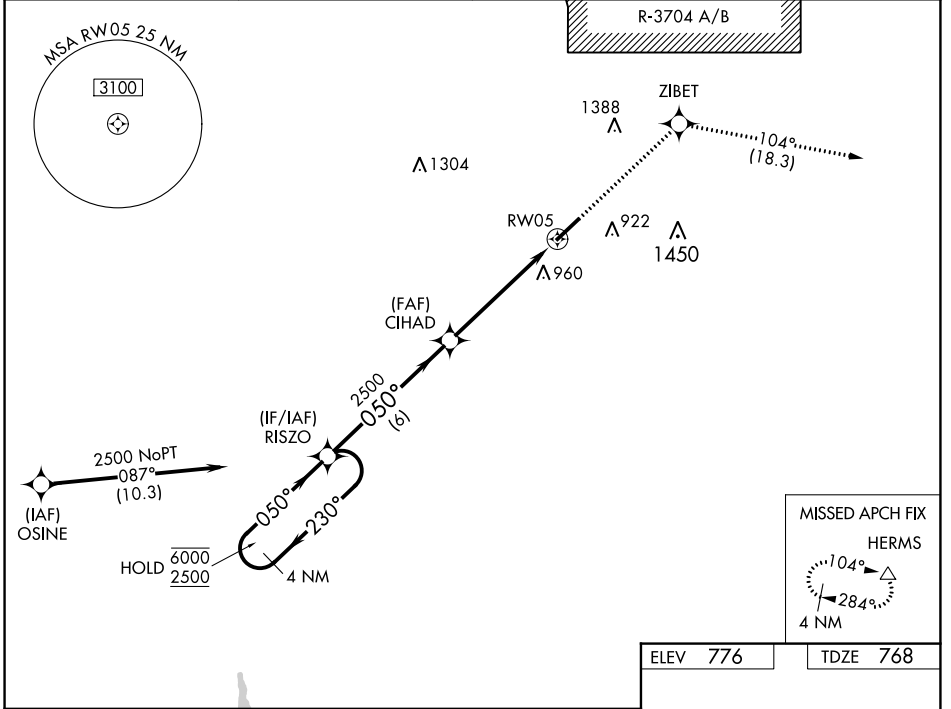 MSA RW05 25 NM
3100
R-3704 A/B
ZIBET
1388
104°
(18.3)
1304
RW05
922
1450
960
(FAF)
CIHAD
2500
050°
(6)
(IF/IAF)
RISZO
2500 NoPT
087°
(10.3)
(IAF)
OSINE
050°
230°
HOLD
6000
2500
4 NM
MISSED APCH FIX
HERMS
104°
284°
4 NM
ELEV 776
TDZE 768